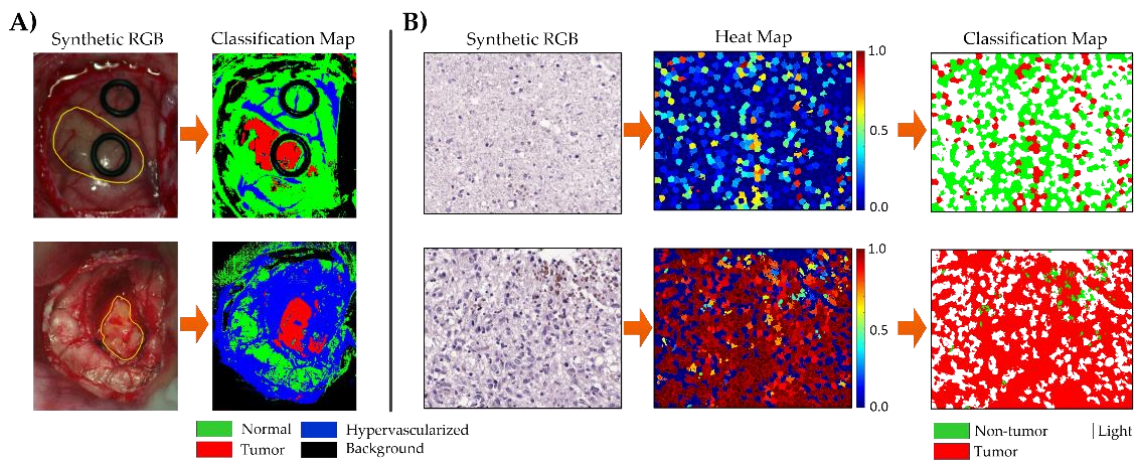 A)
Synthetic RGB Classification Map
B)
Synthetic RGB Heat Map Classification Map
1.0
0.5
0.0
1.0
0.5
0.0
Normal Hypervascularized
Tumor Background
Non-tumor Light
Tumor